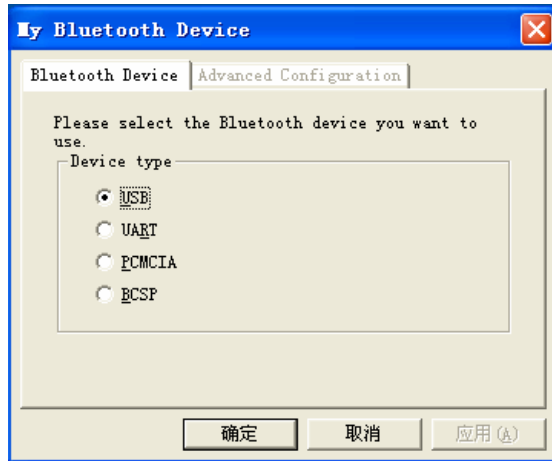 My Bluetooth Device
Bluetooth Device Advanced Configuration
Please select the Bluetooth device you want to
use.
Device type
USB
UART
PCMCIA
BCSP
确定 取消 应用(A)